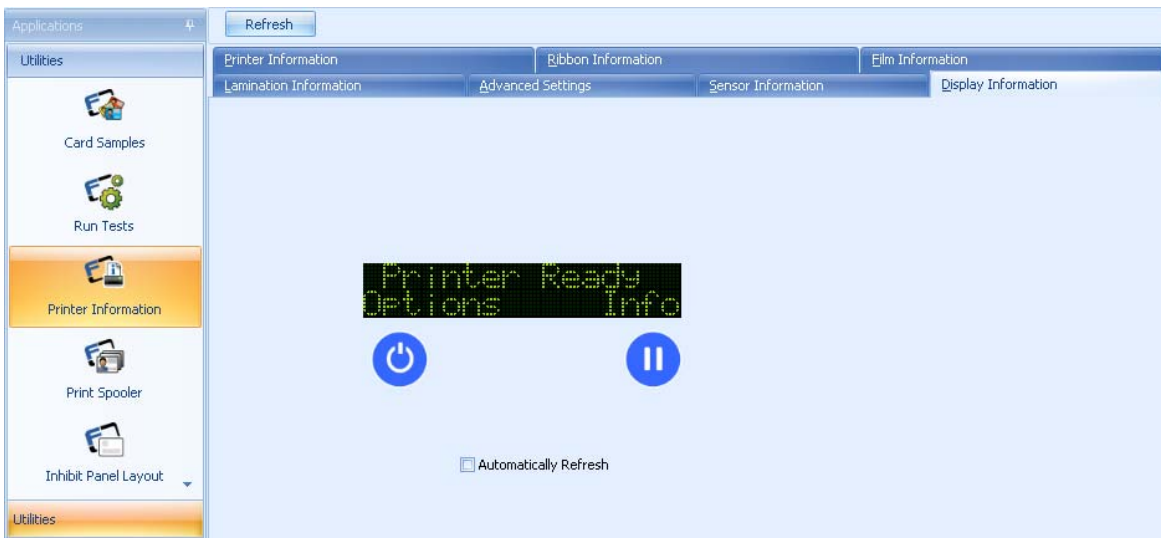 Applications
Utilities
Card Samples
Run Tests
Printer Information
Print Spooler
Inhibit Panel Layout
Utilities
Refresh
Printer Information Ribbon Information Film Information
Lamination Information Advanced Settings Sensor Information Display Information
Printer Ready
Options Info
Automatically Refresh